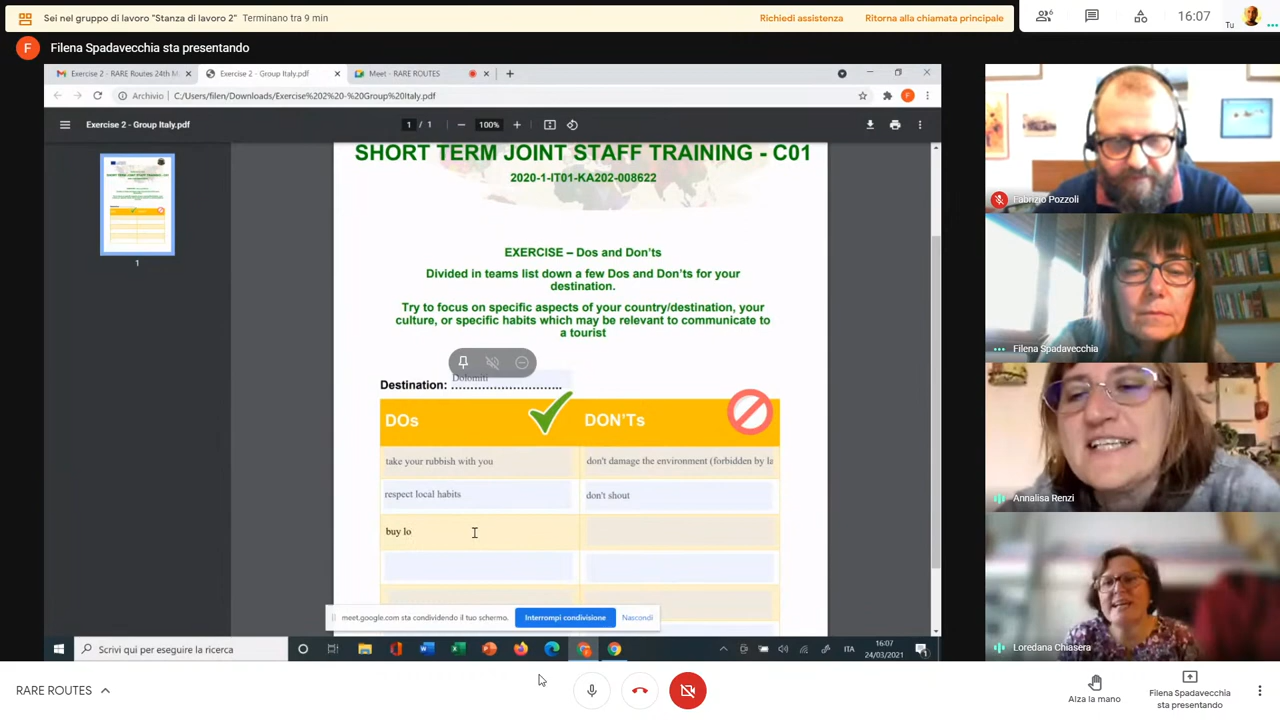 Sei nel gruppo di lavoro "Stanza di lavoro 2" Terminano tra 9 min
Richiedi assistenza
Ritorna alla chiamata principale
6
16:07
Tu
F
Filena Spadavecchia sta presentando
Exercise 2 - RARE Routes 24th M
Exercise 2 - Group Italy.pdf
Meet - RARE ROUTES
Archivio
C:/Users/filen/Downloads/Exercise%202%20-%20Group%20Italy.pdf
F
Exercise 2 - Group Italy.pdf
1 / 1
100%
SHORT TERM JOINT STAFF TRAINING - C01
2020-1-IT01-KA202-008622
1
EXERCISE – Dos and Don'ts
Divided in teams list down a few Dos and Don'ts for your
destination.
Try to focus on specific aspects of your country/destination, your
culture, or specific habits which may be relevant to communicate to
a tourist
Destination: Dolomiti
DOs
DON'Ts
take your rubbish with you
don't damage the environment (forbidden by la
respect local habits
don't shout
buy lo
meet.google.com sta condividendo il tuo schermo.
Interrompi condivisione
Nascondi
Scrivi qui per eseguire la ricerca
ITA
16:07
24/03/2021
Fabrizio Pozzoli
Filena Spadavecchia
Annalisa Renzi
Loredana Chiasera
RARE ROUTES
Alza la mano
Filena Spadavecchia
sta presentando